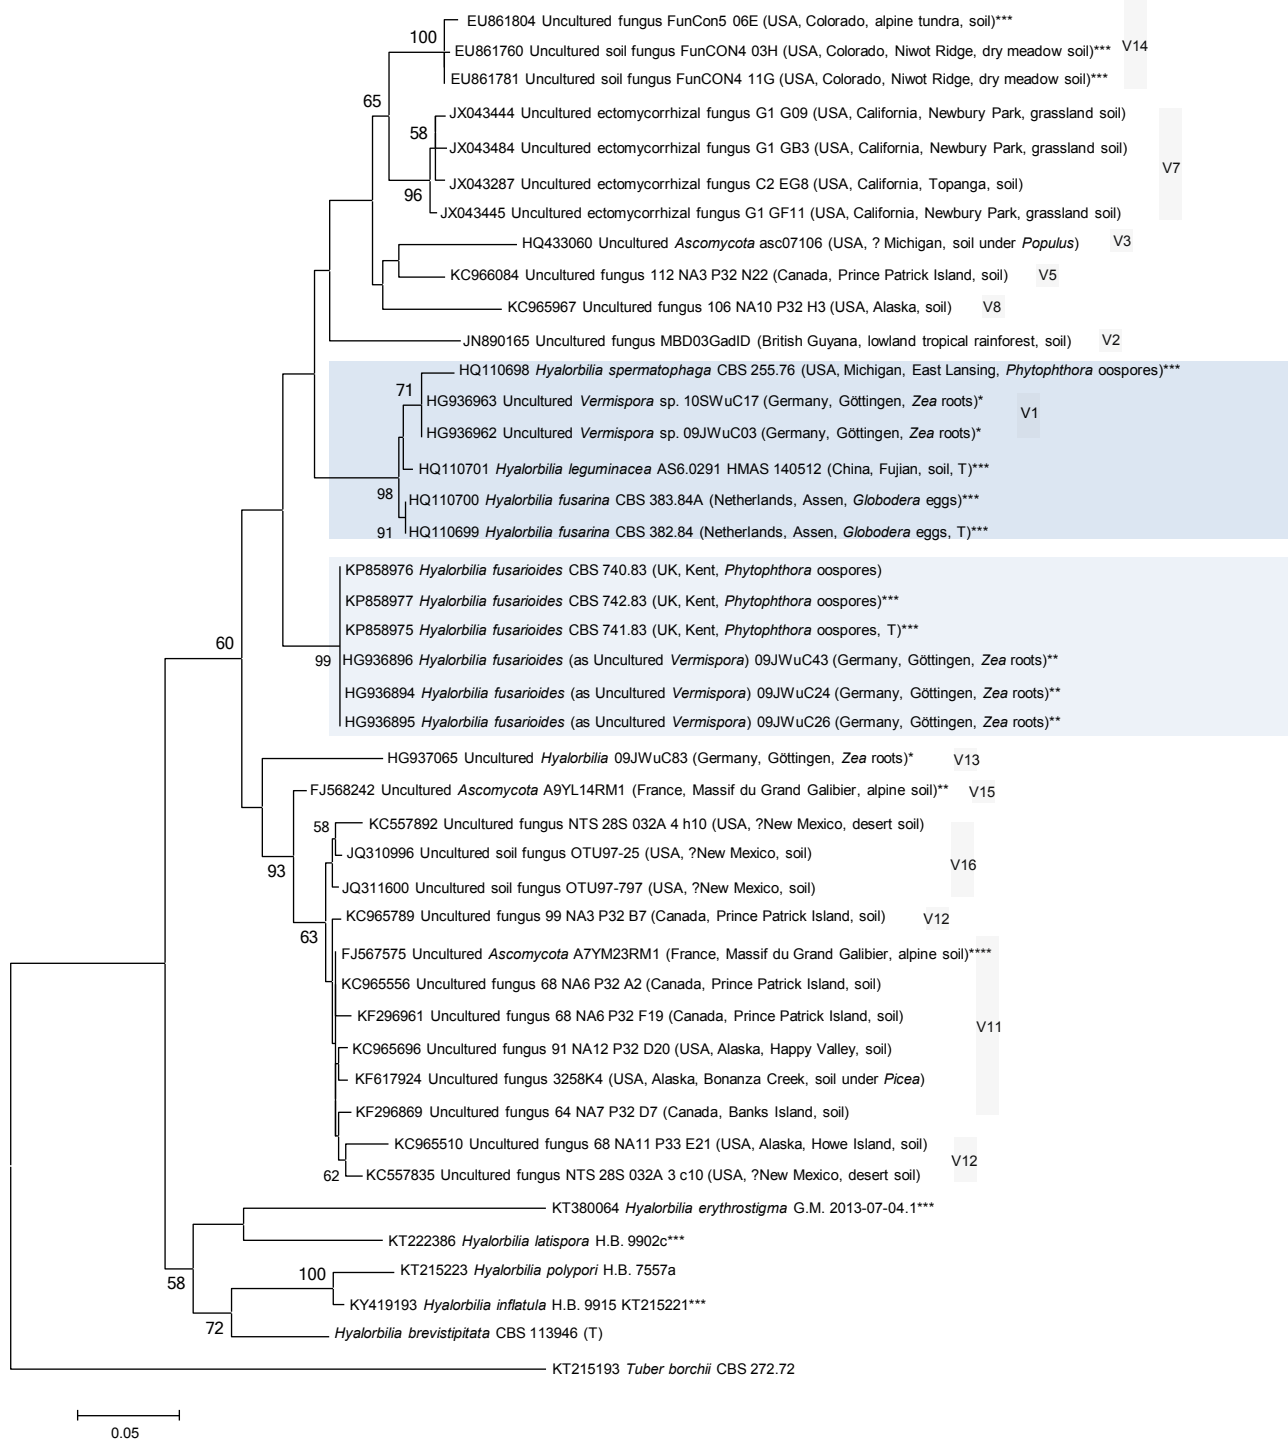 EU861804 Uncultured fungus FunCon5 06E (USA, Colorado, alpine tundra, soil)***
100
EU861760 Uncultured soil fungus FunCON4 03H (USA, Colorado, Niwot Ridge, dry meadow soil)***
V14
EU861781 Uncultured soil fungus FunCON4 11G (USA, Colorado, Niwot Ridge, dry meadow soil)***
65
JX043444 Uncultured ectomycorrhizal fungus G1 G09 (USA, California, Newbury Park, grassland soil)
58
JX043484 Uncultured ectomycorrhizal fungus G1 GB3 (USA, California, Newbury Park, grassland soil)
V7
JX043287 Uncultured ectomycorrhizal fungus C2 EG8 (USA, California, Topanga, soil)
96
JX043445 Uncultured ectomycorrhizal fungus G1 GF11 (USA, California, Newbury Park, grassland soil)
HQ433060 Uncultured Ascomycota asc07106 (USA, ? Michigan, soil under Populus)
V3
KC966084 Uncultured fungus 112 NA3 P32 N22 (Canada, Prince Patrick Island, soil)
V5
KC965967 Uncultured fungus 106 NA10 P32 H3 (USA, Alaska, soil)
V8
JN890165 Uncultured fungus MBD03GadID (British Guyana, lowland tropical rainforest, soil)
V2
HQ110698 Hyalorbilia spermatophaga CBS 255.76 (USA, Michigan, East Lansing, Phytophthora oospores)***
71
HG936963 Uncultured Vermispora sp. 10SWuC17 (Germany, Göttingen, Zea roots)*
V1
HG936962 Uncultured Vermispora sp. 09JWuC03 (Germany, Göttingen, Zea roots)*
HQ110701 Hyalorbilia leguminacea AS6.0291 HMAS 140512 (China, Fujian, soil, T)***
98
HQ110700 Hyalorbilia fusarina CBS 383.84A (Netherlands, Assen, Globodera eggs)***
91
HQ110699 Hyalorbilia fusarina CBS 382.84 (Netherlands, Assen, Globodera eggs, T)***
KP858976 Hyalorbilia fusarioides CBS 740.83 (UK, Kent, Phytophthora oospores)
KP858977 Hyalorbilia fusarioides CBS 742.83 (UK, Kent, Phytophthora oospores)***
KP858975 Hyalorbilia fusarioides CBS 741.83 (UK, Kent, Phytophthora oospores, T)***
60
99
HG936896 Hyalorbilia fusarioides (as Uncultured Vermispora) 09JWuC43 (Germany, Göttingen, Zea roots)**
HG936894 Hyalorbilia fusarioides (as Uncultured Vermispora) 09JWuC24 (Germany, Göttingen, Zea roots)**
HG936895 Hyalorbilia fusarioides (as Uncultured Vermispora) 09JWuC26 (Germany, Göttingen, Zea roots)**
HG937065 Uncultured Hyalorbilia 09JWuC83 (Germany, Göttingen, Zea roots)*
V13
FJ568242 Uncultured Ascomycota A9YL14RM1 (France, Massif du Grand Galibier, alpine soil)**
V15
58
KC557892 Uncultured fungus NTS 28S 032A 4 h10 (USA, ?New Mexico, desert soil)
JQ310996 Uncultured soil fungus OTU97-25 (USA, ?New Mexico, soil)
V16
93
JQ311600 Uncultured soil fungus OTU97-797 (USA, ?New Mexico, soil)
KC965789 Uncultured fungus 99 NA3 P32 B7 (Canada, Prince Patrick Island, soil)
V12
63
FJ567575 Uncultured Ascomycota A7YM23RM1 (France, Massif du Grand Galibier, alpine soil)****
KC965556 Uncultured fungus 68 NA6 P32 A2 (Canada, Prince Patrick Island, soil)
KF296961 Uncultured fungus 68 NA6 P32 F19 (Canada, Prince Patrick Island, soil)
V11
KC965696 Uncultured fungus 91 NA12 P32 D20 (USA, Alaska, Happy Valley, soil)
KF617924 Uncultured fungus 3258K4 (USA, Alaska, Bonanza Creek, soil under Picea)
KF296869 Uncultured fungus 64 NA7 P32 D7 (Canada, Banks Island, soil)
KC965510 Uncultured fungus 68 NA11 P33 E21 (USA, Alaska, Howe Island, soil)
V12
62
KC557835 Uncultured fungus NTS 28S 032A 3 c10 (USA, ?New Mexico, desert soil)
KT380064 Hyalorbilia erythrostigma G.M. 2013-07-04.1***
KT222386 Hyalorbilia latispora H.B. 9902c***
58
100
KT215223 Hyalorbilia polypori H.B. 7557a
KY419193 Hyalorbilia inflatula H.B. 9915 KT215221***
72
Hyalorbilia brevistipitata CBS 113946 (T)
KT215193 Tuber borchii CBS 272.72
0.05